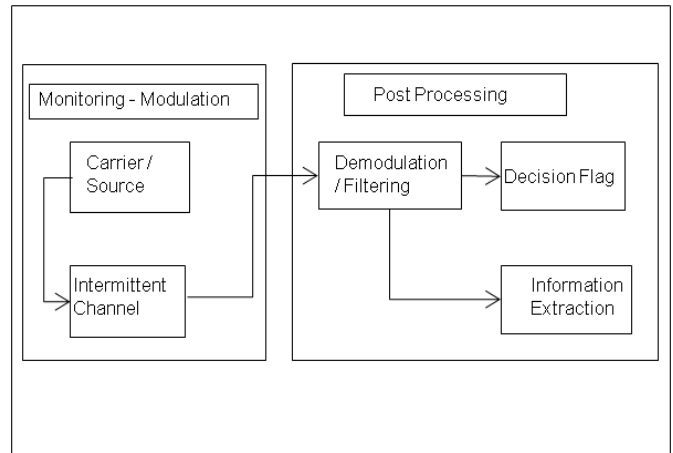 Monitoring - Modulation
Carrier /
Source
Intermittent
Channel
Post Processing
Demodulation
/ Filtering
Decision Flag
Information
Extraction